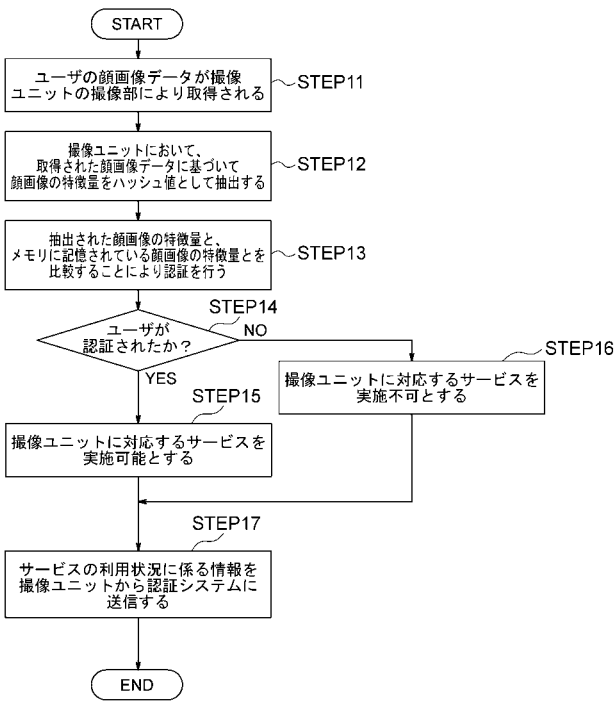 START
ユーザの顔画像データが撮像
ユニットの撮像部により取得される
STEP11
撮像ユニットにおいて、
取得された顔画像データに基づいて
顔画像の特徴量をハッシュ値として抽出する
STEP12
抽出された顔画像の特徴量と、
メモリに記憶されている顔画像の特徴量とを
比較することにより認証を行う
STEP13
STEP14
ユーザが
認証されたか？
NO
YES
STEP16
撮像ユニットに対応するサービスを
実施不可とする
STEP15
撮像ユニットに対応するサービスを
実施可能とする
STEP17
サービスの利用状況に係る情報を
撮像ユニットから認証システムに
送信する
END